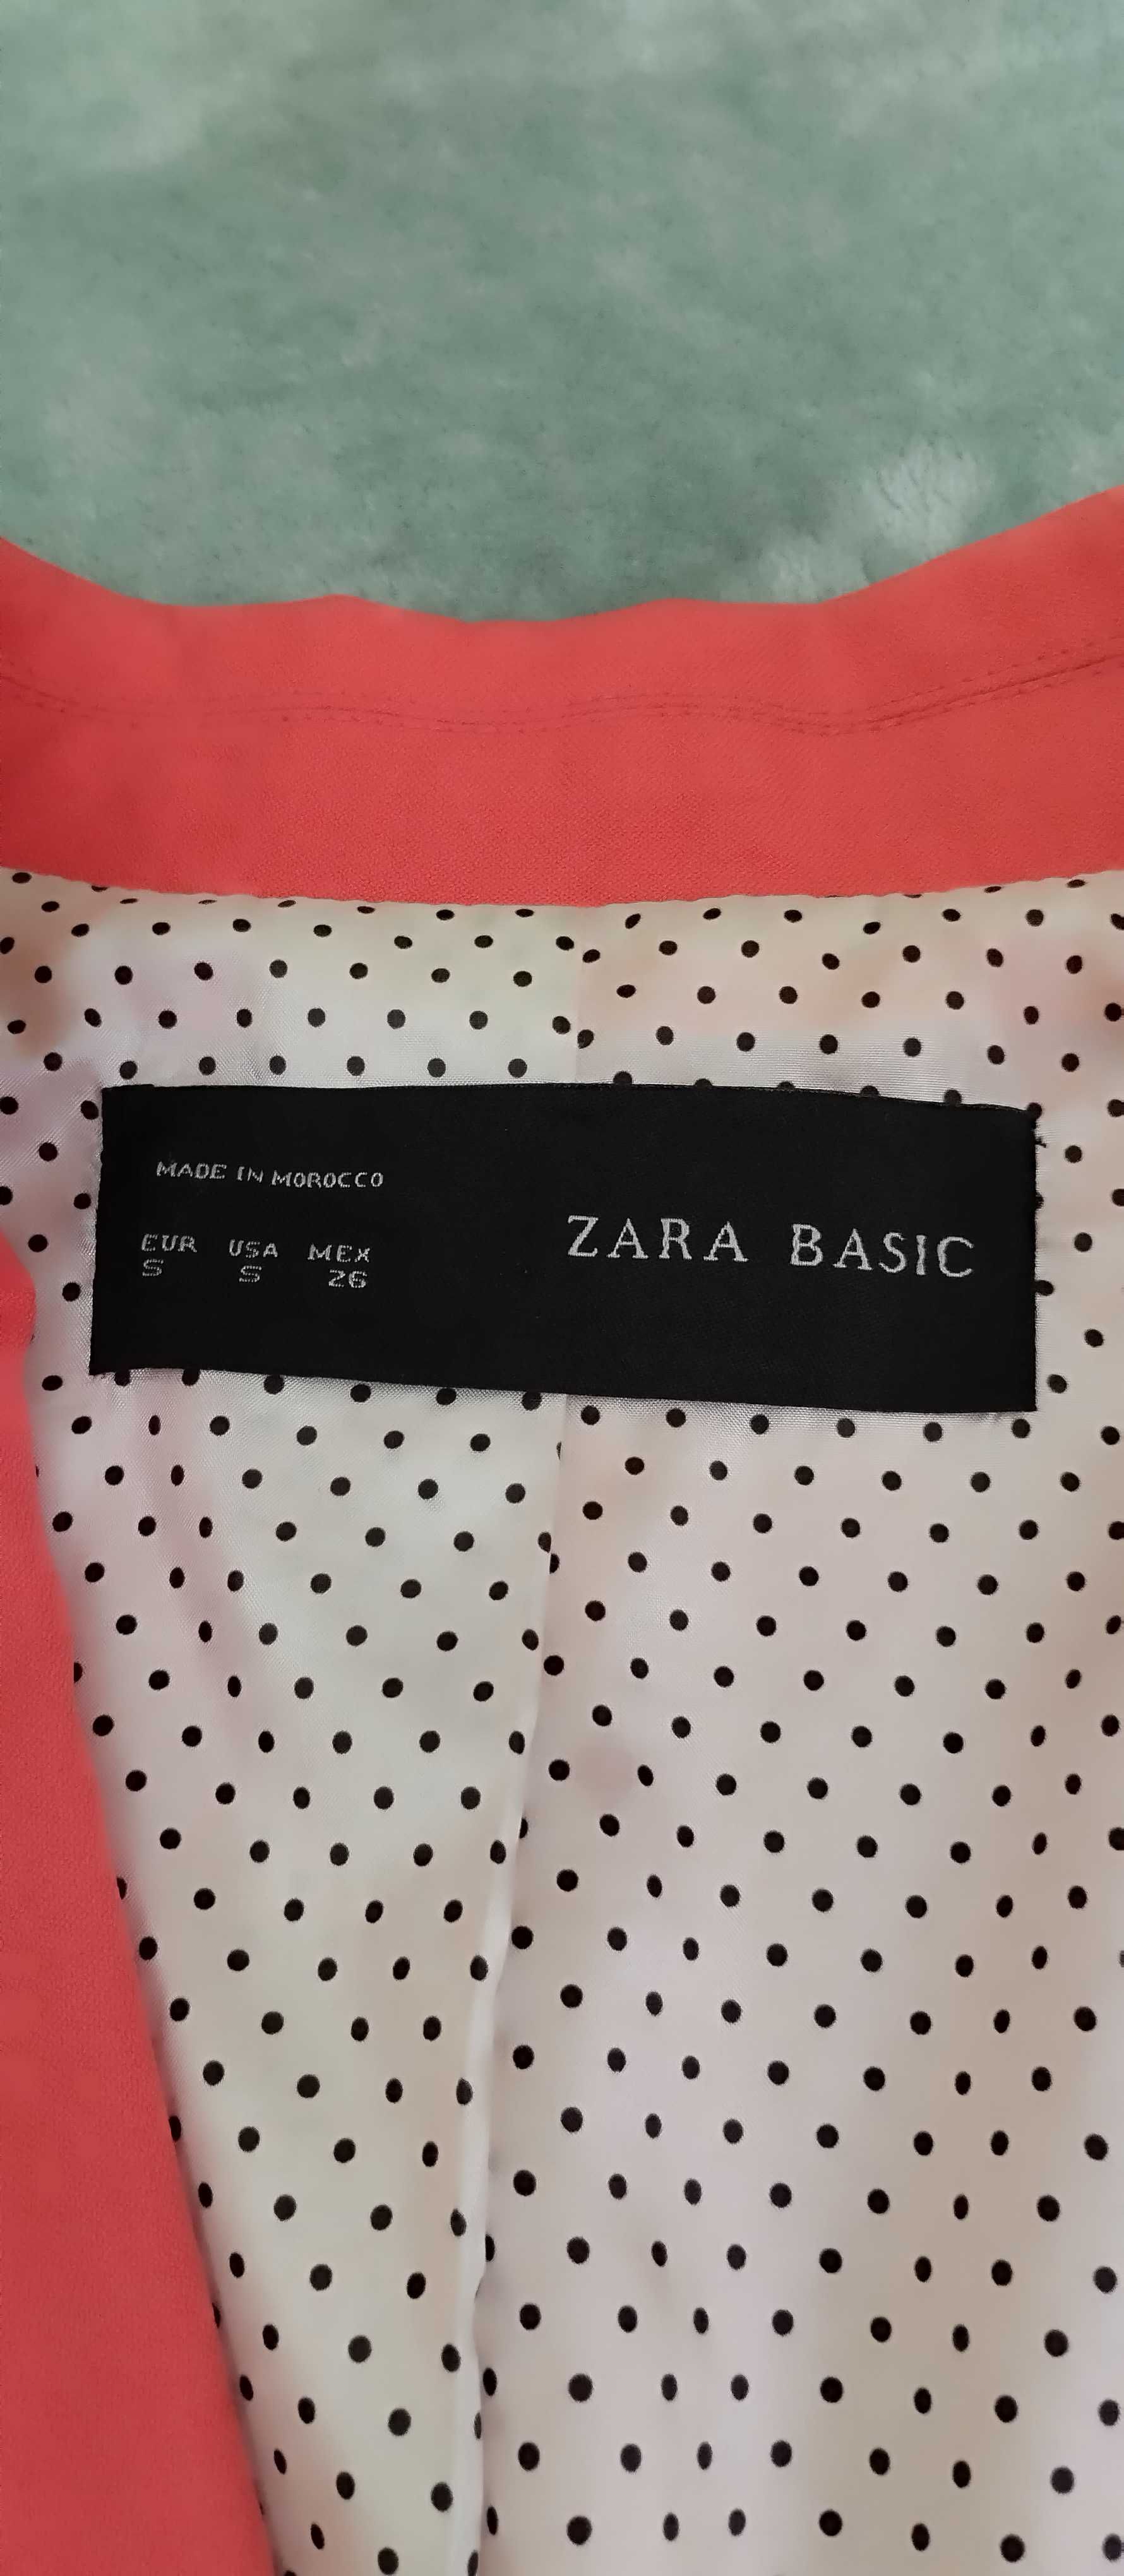 MADE IN MOROCCO
EUR USA MEX
S S 26
ZARA BASIC